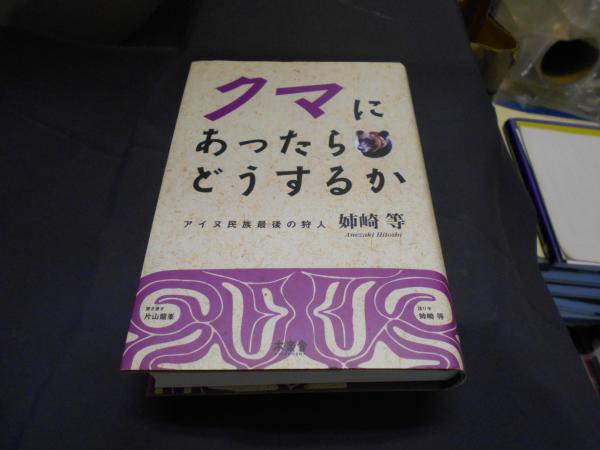 クマに
あったら
どうするか
アイヌ民族最後の狩人 姉崎 等
Anezaki Hitoshi
聞き書き
片山龍峯
語り手
姉崎 等
木楽舎